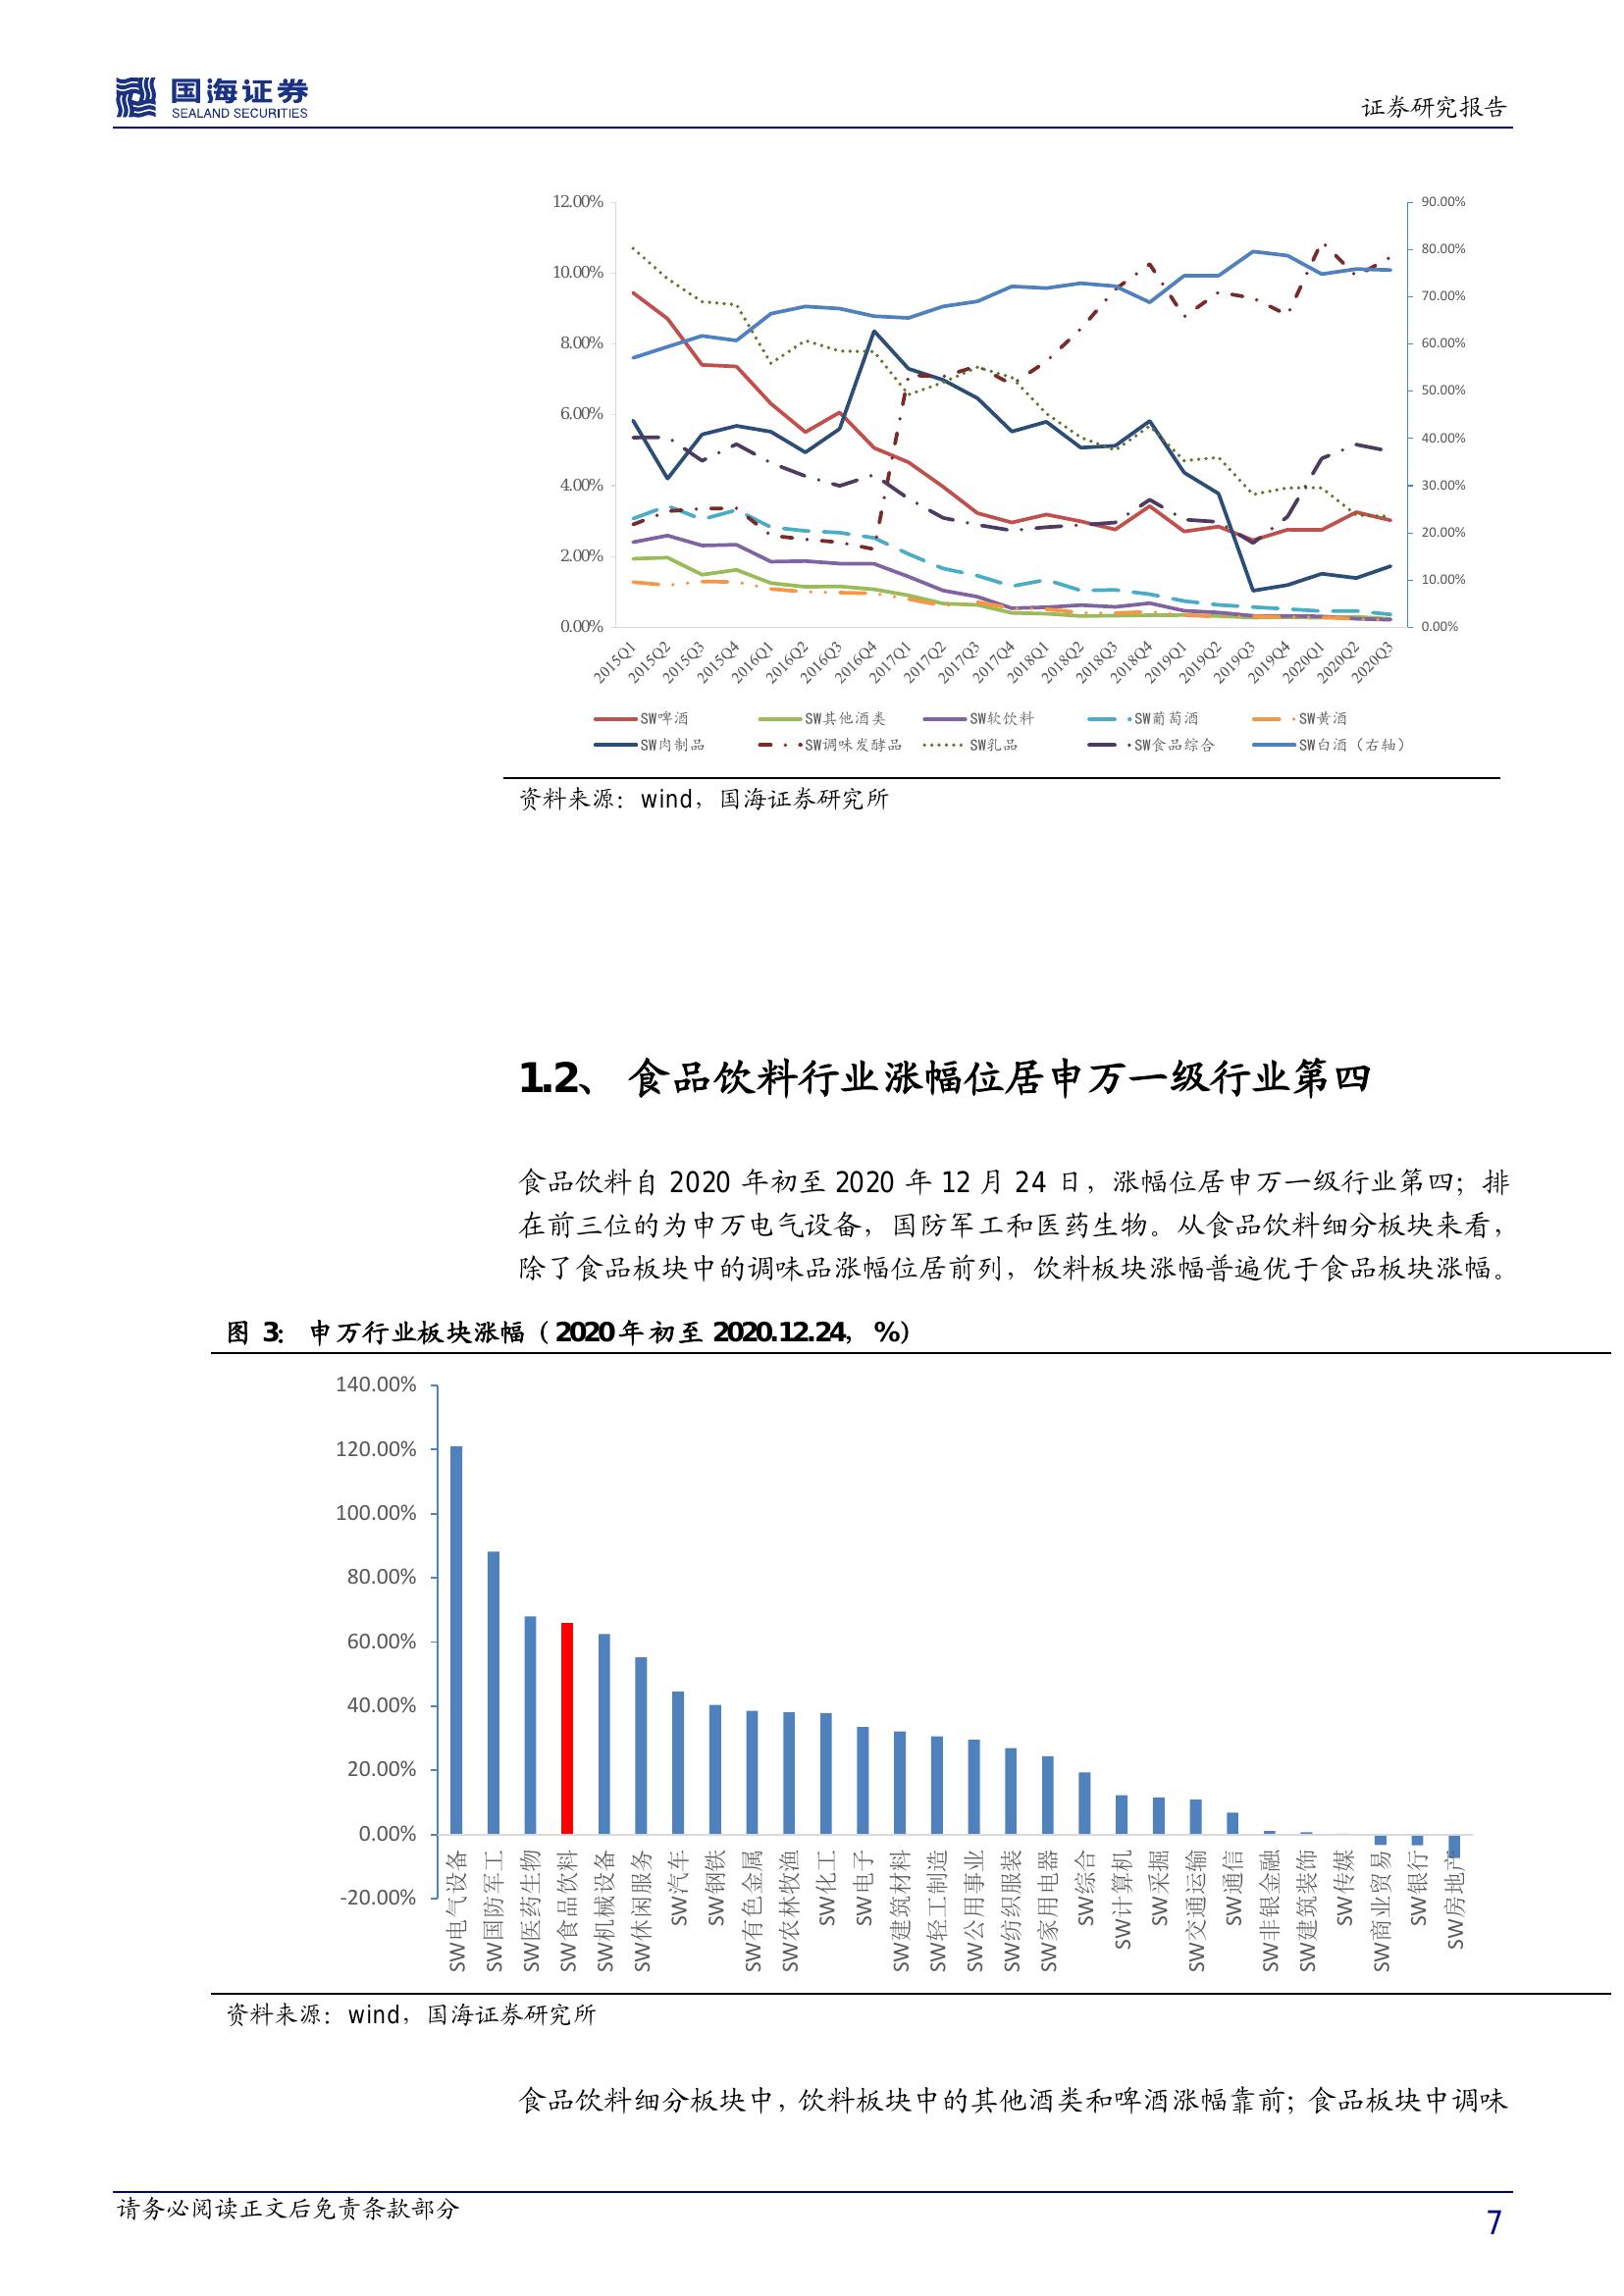 国海证券
SEALAND SECURITIES
证券研究报告
12.00%
10.00%
8.00%
6.00%
4.00%
2.00%
0.00%
90.00%
80.00%
70.00%
60.00%
50.00%
40.00%
30.00%
20.00%
10.00%
0.00%
2015Q1 2015Q2 2015Q3 2015Q4 2016Q1 2016Q2 2016Q3 2016Q4 2017Q1 2017Q2 2017Q3 2017Q4 2018Q1 2018Q2 2018Q3 2018Q4 2019Q1 2019Q2 2019Q3 2019Q4 2020Q1 2020Q2 2020Q3
SW啤酒 SW其他酒类 SW软饮料 SW葡萄酒 SW黄酒
SW肉制品 SW调味发酵品 SW乳品 SW食品综合 SW白酒（右轴）
资料来源：wind，国海证券研究所
1.2、 食品饮料行业涨幅位居申万一级行业第四
食品饮料自 2020 年初至 2020 年 12 月 24 日，涨幅位居申万一级行业第四；排
在前三位的为申万电气设备，国防军工和医药生物。从食品饮料细分板块来看，
除了食品板块中的调味品涨幅位居前列，饮料板块涨幅普遍优于食品板块涨幅。
图 3： 申万行业板块涨幅（2020 年初至 2020.12.24，%）
140.00%
120.00%
100.00%
80.00%
60.00%
40.00%
20.00%
0.00%
-20.00%
SW电气设备 SW国防军工 SW医药生物 SW食品饮料 SW机械设备 SW休闲服务 SW汽车 SW钢铁 SW有色金属 SW农林牧渔 SW化工 SW电子 SW建筑材料 SW轻工制造 SW公用事业 SW纺织服装 SW家用电器 SW综合 SW计算机 SW采掘 SW交通运输 SW通信 SW非银金融 SW建筑装饰 SW传媒 SW商业贸易 SW银行 SW房地产
资料来源：wind，国海证券研究所
食品饮料细分板块中，饮料板块中的其他酒类和啤酒涨幅靠前；食品板块中调味
请务必阅读正文后免责条款部分
7